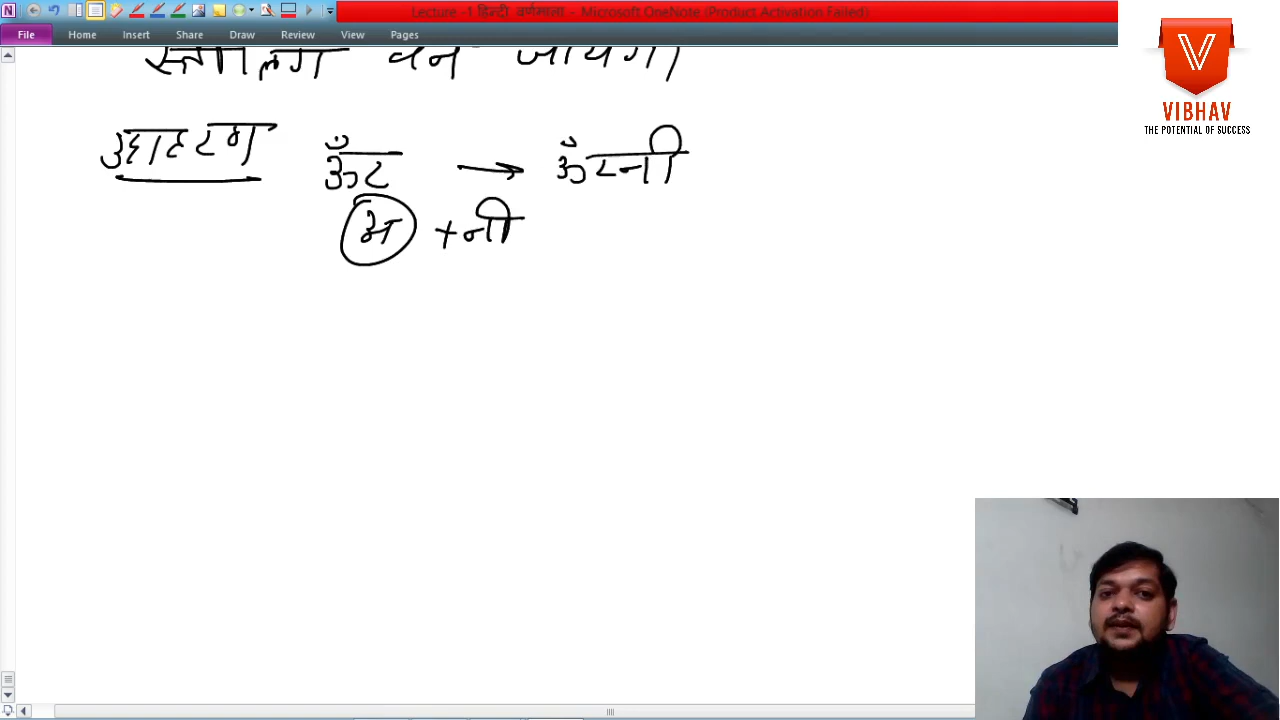 Lecture -1 हिन्दी वर्णमाला - Microsoft OneNote (Product Activation Failed)
File Home Insert Share Draw Review View Pages
स्त्रीलिंग बन जायेगा।
उदाहरण ऊँट → ऊँटनी
अ + नी
VIBHAV
THE POTENTIAL OF SUCCESS